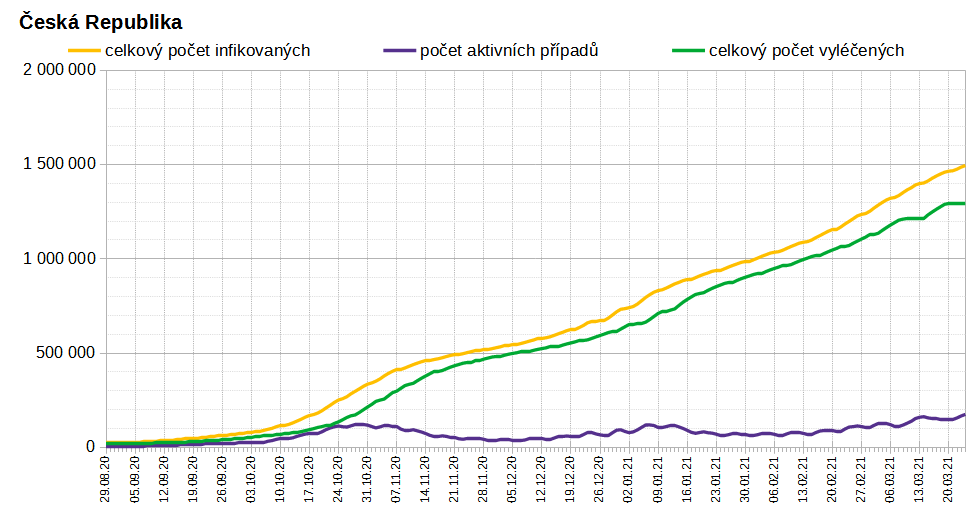 Česká Republika
celkový počet infikovaných počet aktivních případů celkový počet vyléčených
2 000 000
1 500 000
1 000 000
500 000
0
29.08.20 05.09.20 12.09.20 19.09.20 26.09.20 03.10.20 10.10.20 17.10.20 24.10.20 31.10.20 07.11.20 14.11.20 21.11.20 28.11.20 05.12.20 12.12.20 19.12.20 26.12.20 02.01.21 09.01.21 16.01.21 23.01.21 30.01.21 06.02.21 13.02.21 20.02.21 27.02.21 06.03.21 13.03.21 20.03.21